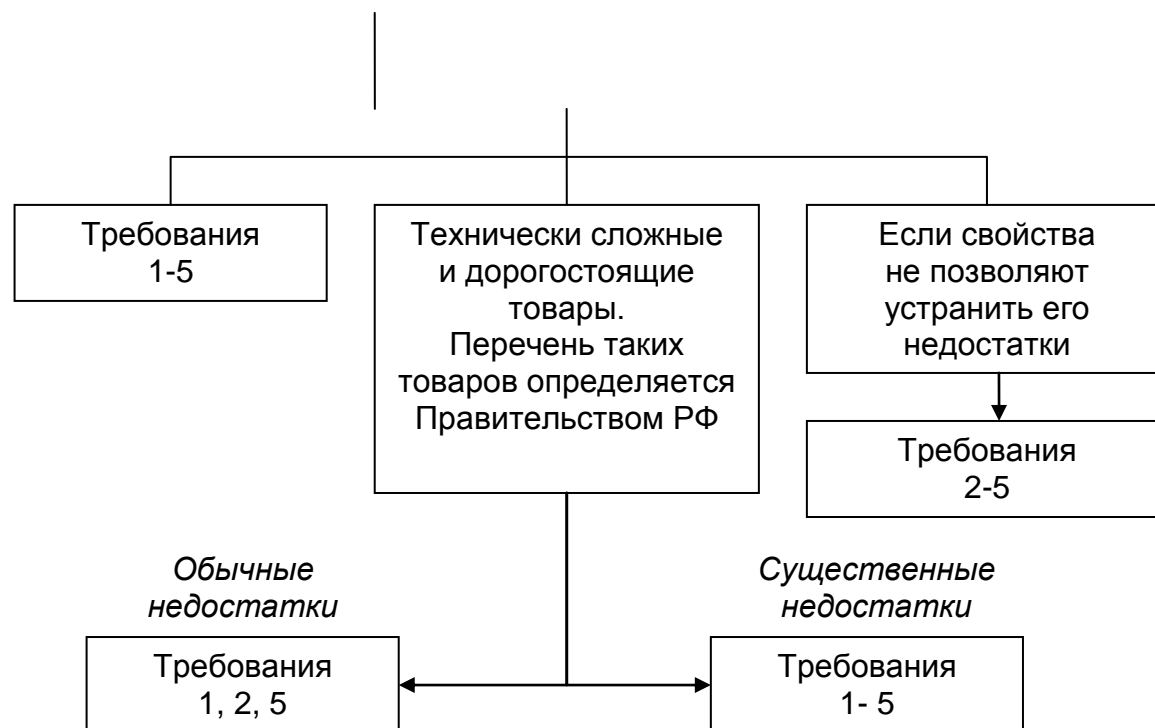 Требования
1-5
Технически сложные
и дорогостоящие
товары.
Перечень таких
товаров определяется
Правительством РФ
Если свойства
не позволяют
устранить его
недостатки
Требования
2-5
Обычные
недостатки
Существенные
недостатки
Требования
1, 2, 5
Требования
1- 5